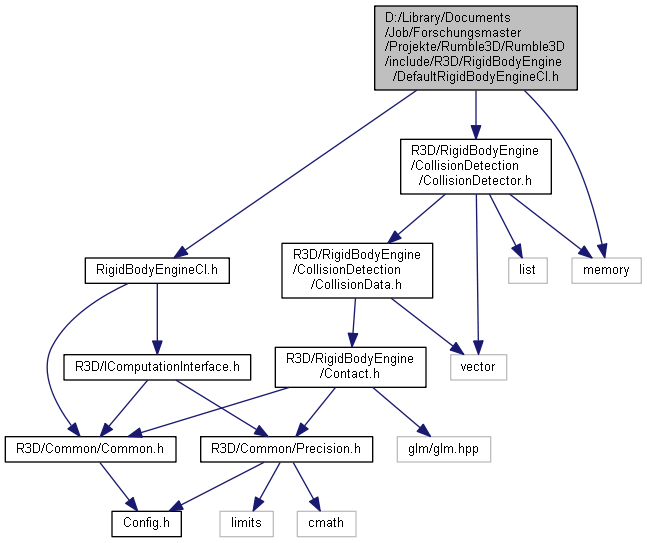 D:/Library/Documents
/Job/Forschungsmaster
/Projekte/Rumble3D/Rumble3D
/include/R3D/RigidBodyEngine
/DefaultRigidBodyEngineCI.h
R3D/RigidBodyEngine
/CollisionDetection
/CollisionDetector.h
R3D/RigidBodyEngine
/CollisionDetection
/CollisionData.h
RigidBodyEngineCI.h
list
memory
R3D/IComputationInterface.h
R3D/RigidBodyEngine
/Contact.h
vector
R3D/Common/Common.h
R3D/Common/Precision.h
glm/glm.hpp
Config.h
limits
cmath